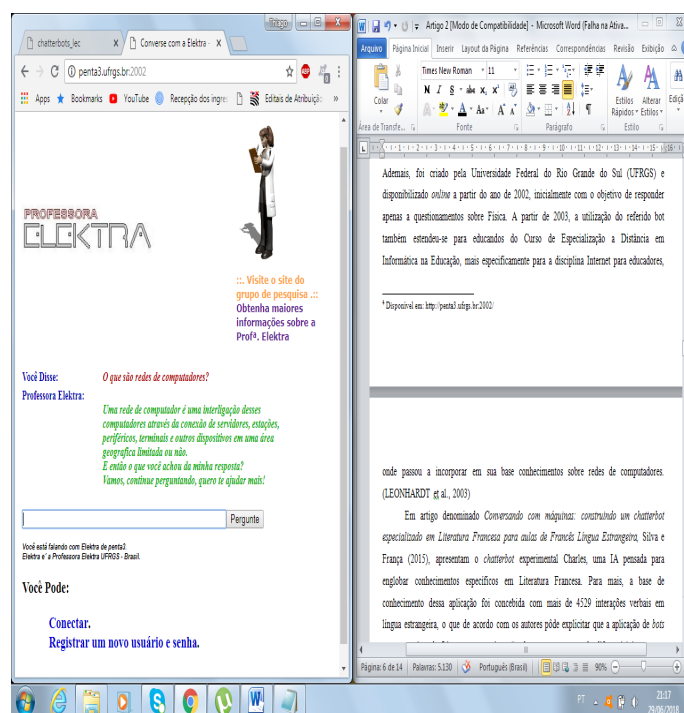 Thiago
chatterbots_lec
Converse com a Elektra -
penta3.ufrgs.br:2002
Apps
Bookmarks
YouTube
Recepção dos ingre:
Editais de Atribuiçã:
»
PROFESSORA
ELEKTRA
::. Visite o site do
grupo de pesquisa .::
Obtenha maiores
informações sobre a
Profª. Elektra
Você Disse: O que são redes de computadores?
Professora Elektra:
Uma rede de computador é uma interligação desses
computadores através da conexão de servidores, estações,
periféricos, terminais e outros dispositivos em uma área
geografica limitada ou não.
E então o que você achou da minha resposta?
Vamos, continue perguntando, quero te ajudar mais!
Pergunte
Você está falando com Elektra de penta3.
Elektra e´ a Professora Elektra UFRGS - Brasil.
Você Pode:
Conectar.
Registrar um novo usuário e senha.
Artigo 2 [Modo de Compatibilidade] - Microsoft Word (Falha na Ativa...
Arquivo Página Inicial Inserir Layout da Página Referências Correspondências Revisão Exibição
Times New Roman 11
Colar
N I S abc x, x²
Estilos Rápidos
Alterar Estilos
Ediçã
Área de Transfe... Fonte Parágrafo Estilo
Ademais, foi criado pela Universidade Federal do Rio Grande do Sul (UFRGS) e
disponibilizado online a partir do ano de 2002, inicialmente com o objetivo de responder
apenas a questionamentos sobre Física. A partir de 2003, a utilização do referido bot
também estendeu-se para educandos do Curso de Especialização a Distância em
Informática na Educação, mais especificamente para a disciplina Internet para educadores,
4 Disponível em: http://penta3.ufrgs.br:2002/
onde passou a incorporar em sua base conhecimentos sobre redes de computadores.
(LEONHARDT et al., 2003)
Em artigo denominado Conversando com máquinas: construindo um chatterbot
especializado em Literatura Francesa para aulas de Francês Língua Estrangeira, Silva e
França (2015), apresentam o chatterbot experimental Charles, uma IA pensada para
englobar conhecimentos específicos em Literatura Francesa. Para mais, a base de
conhecimento dessa aplicação foi concebida com mais de 4529 interações verbais em
língua estrangeira, o que de acordo com os autores pôde explicitar que a aplicação de bots
Página: 6 de 14 Palavras: 5.130 Português (Brasil) 90%
PT
21:17
29/06/2018